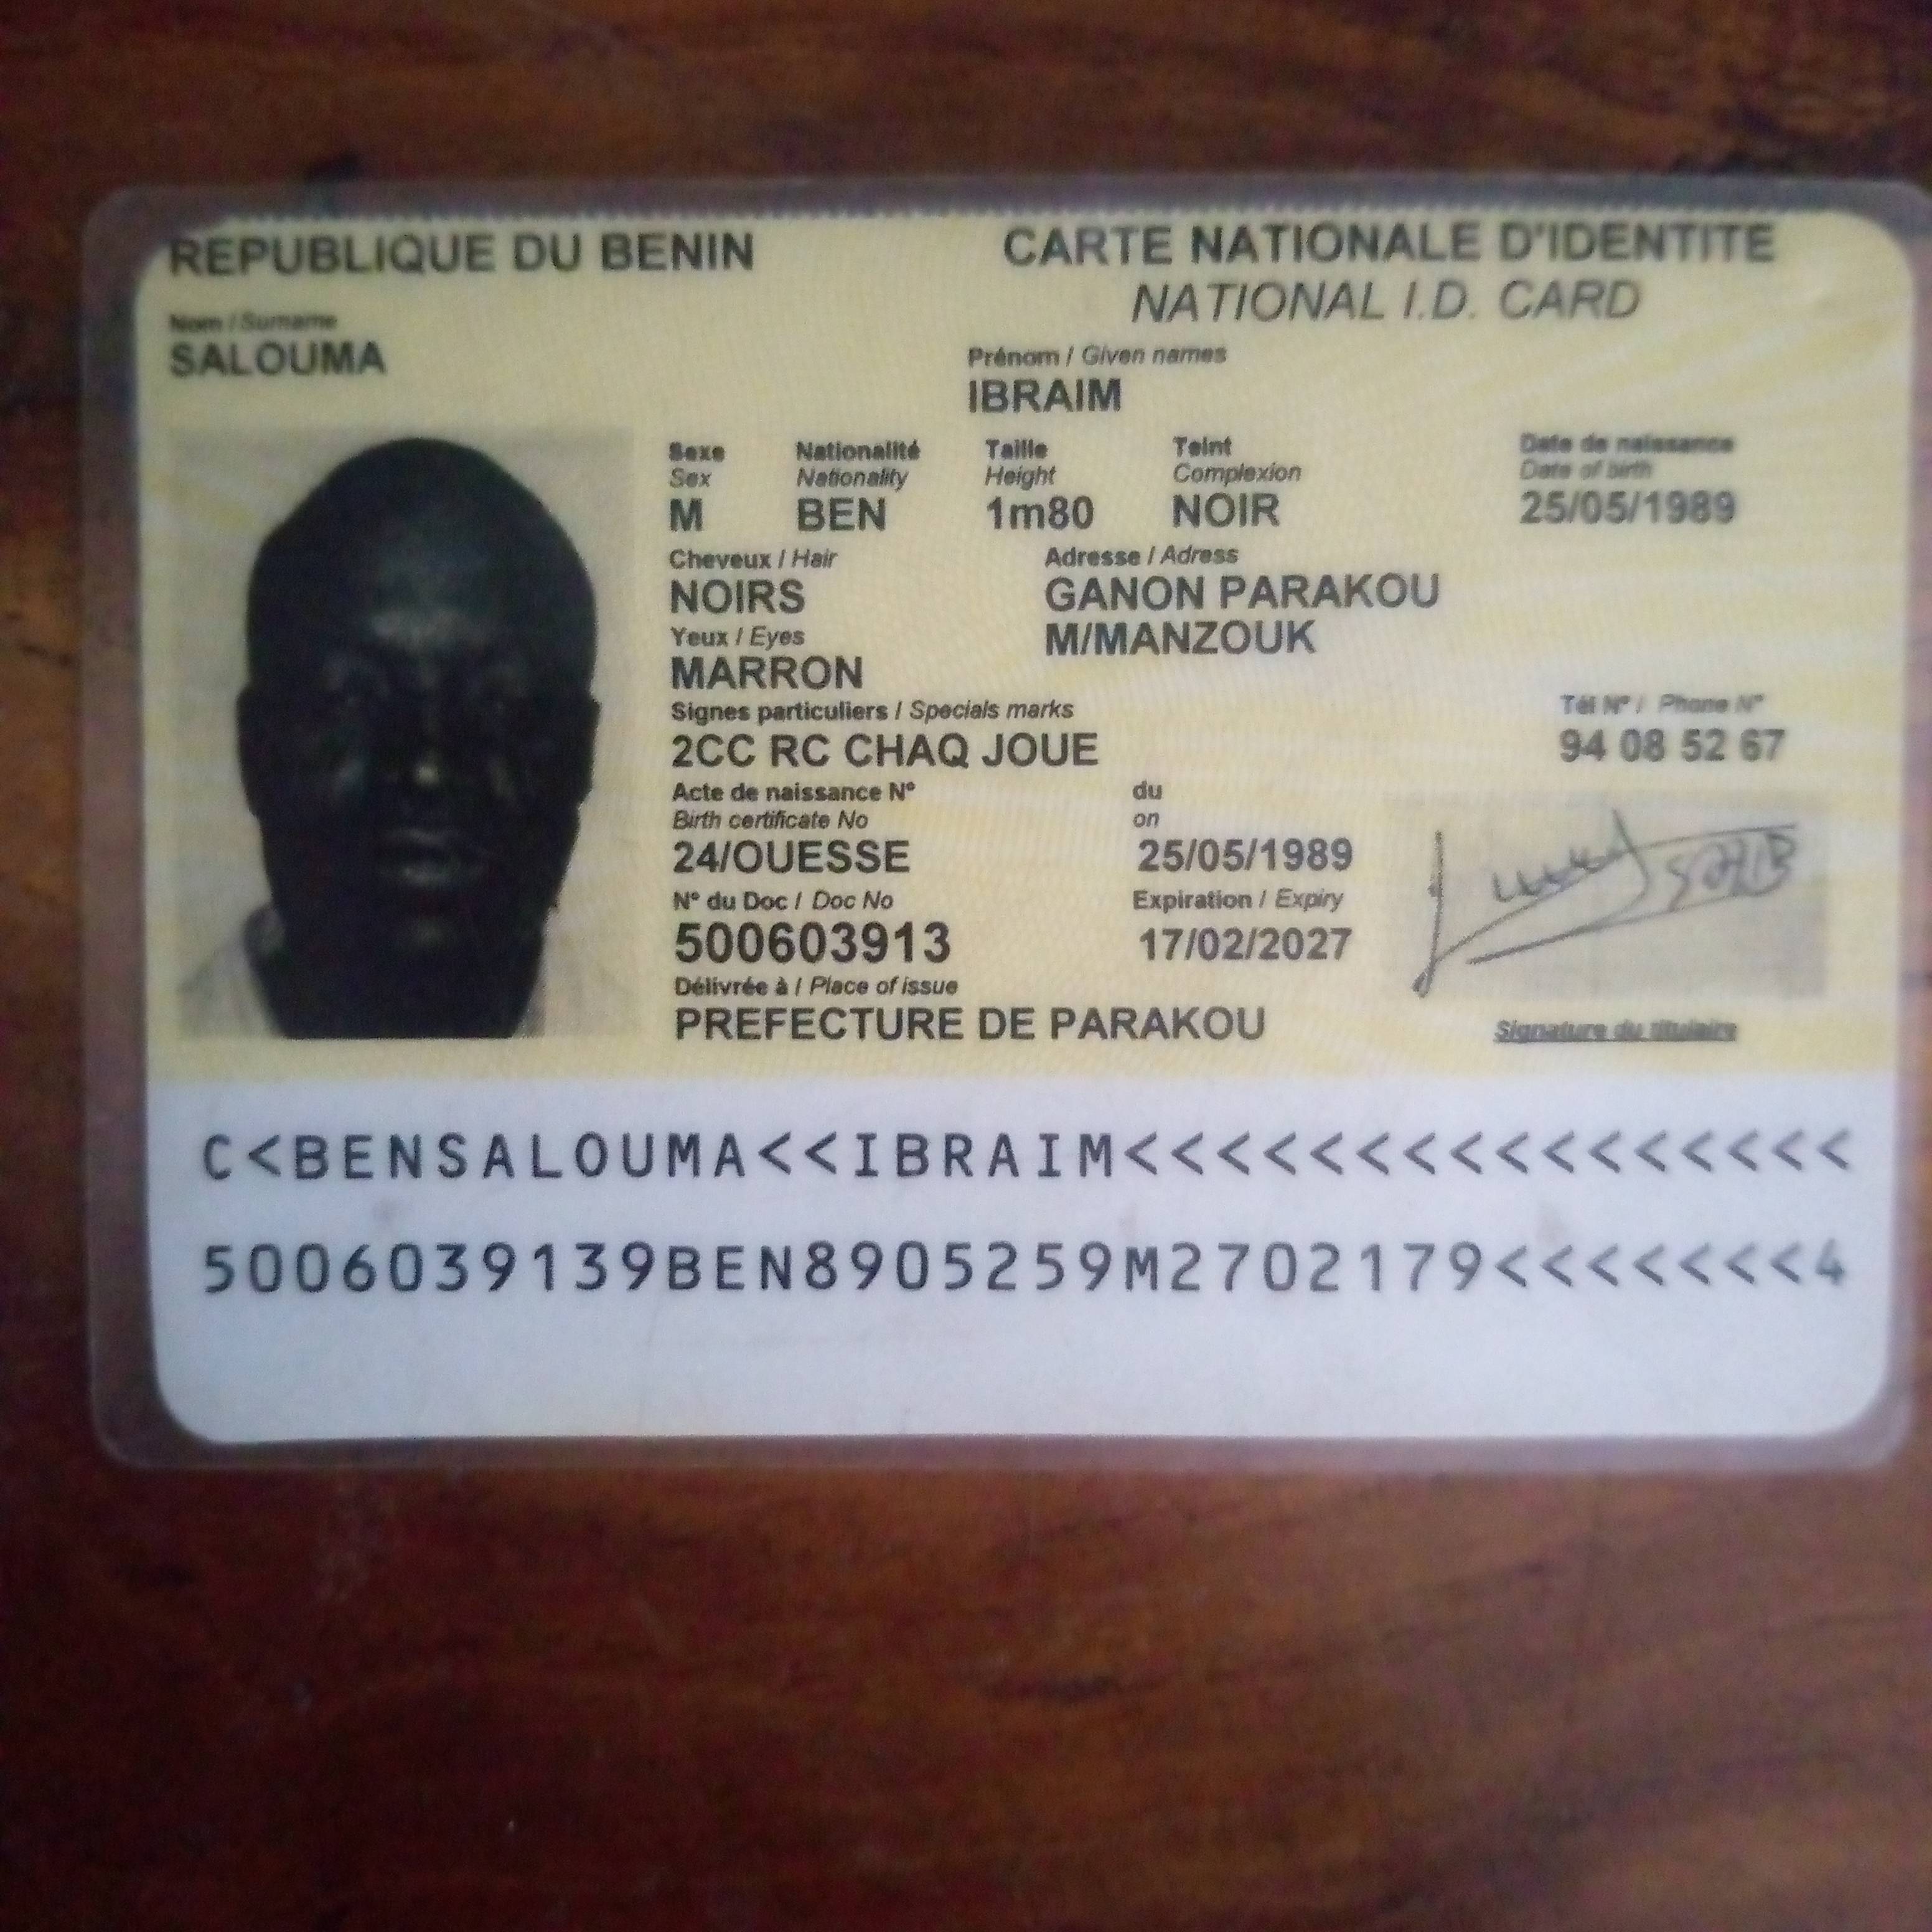 REPUBLIQUE DU BENIN
CARTE NATIONALE D'IDENTITE
NATIONAL I.D. CARD
Nom / Surname
SALOUMA
Prénom / Given names
IBRAIM
Sexe Nationalité Taille Teint Date de naissance
Sex Nationality Height Complexion Date of birth
M BEN 1m80 NOIR 25/05/1989
Cheveux / Hair Adresse / Adress
NOIRS GANON PARAKOU
Yeux / Eyes M/MANZOUK
MARRON
Signes particuliers / Specials marks Tél N° / Phone N°
2CC RC CHAQ JOUE 94 08 52 67
Acte de naissance N° du
Birth certificate No on
24/OUESSE 25/05/1989
N° du Doc / Doc No Expiration / Expiry
500603913 17/02/2027
Délivrée à / Place of issue
PREFECTURE DE PARAKOU Signature du titulaire
C<BENSALOUMA<<IBRAIM<<<<<<<<<<<<<<<<
5006039139BEN8905259M2702179<<<<<<<4